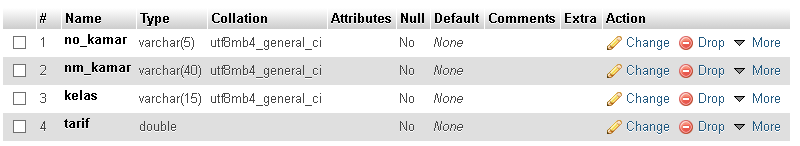 # Name Type Collation Attributes Null Default Comments Extra Action
1 no_kamar varchar(5) utf8mb4_general_ci No None Change Drop More
2 nm_kamar varchar(40) utf8mb4_general_ci No None Change Drop More
3 kelas varchar(15) utf8mb4_general_ci No None Change Drop More
4 tarif double No None Change Drop More